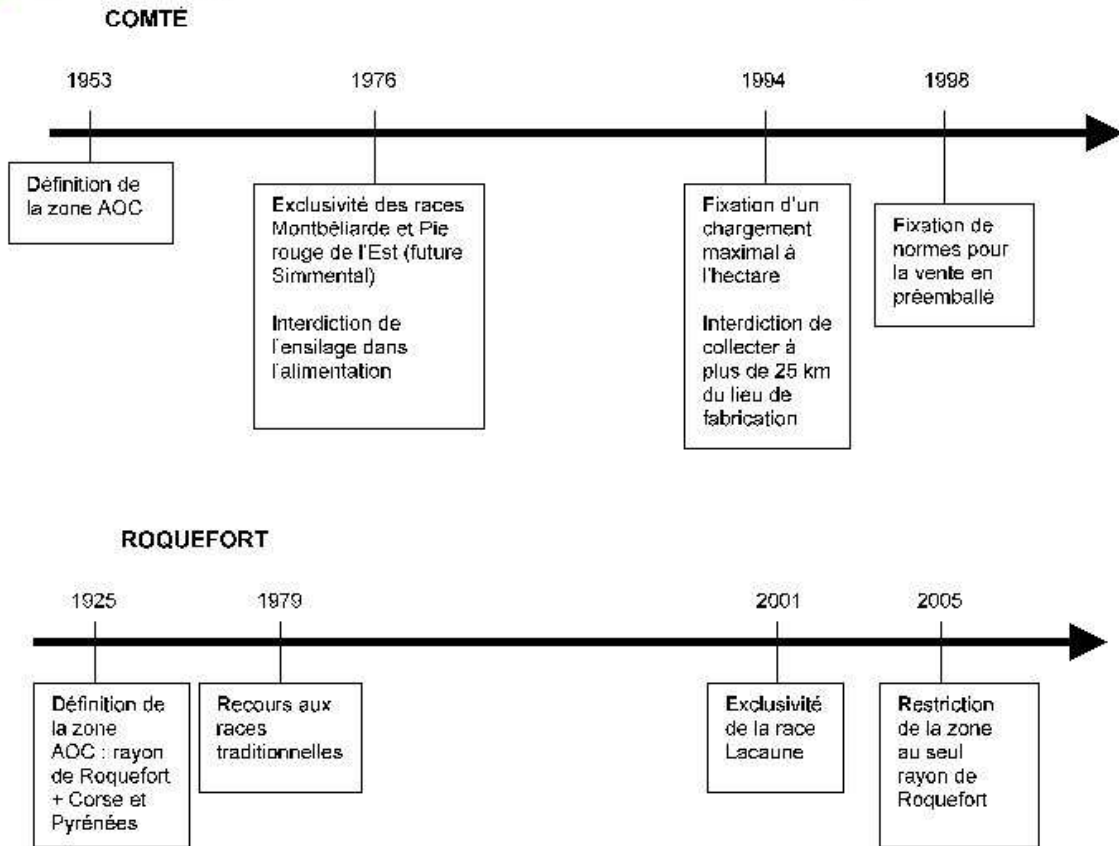 COMTÉ
1953
1976
1994
1998
Définition de
la zone AOC
Exclusivité des races
Montbéliarde et Pie
rouge de l'Est (future
Simmental)
Interdiction de
l'ensilage dans
l'alimentation
Fixation d'un
chargement
maximal à
l'hectare
Interdiction de
collecter à
plus de 25 km
du lieu de
fabrication
Fixation de
normes pour
la vente en
préemballé
ROQUEFORT
1925
1979
2001
2005
Définition de
la zone
AOC : rayon
de Roquefort
+ Corse et
Pyrénées
Recours aux
races
traditionnelles
Exclusivité
de la race
Lacaune
Restriction
de la zone
au seul
rayon de
Roquefort